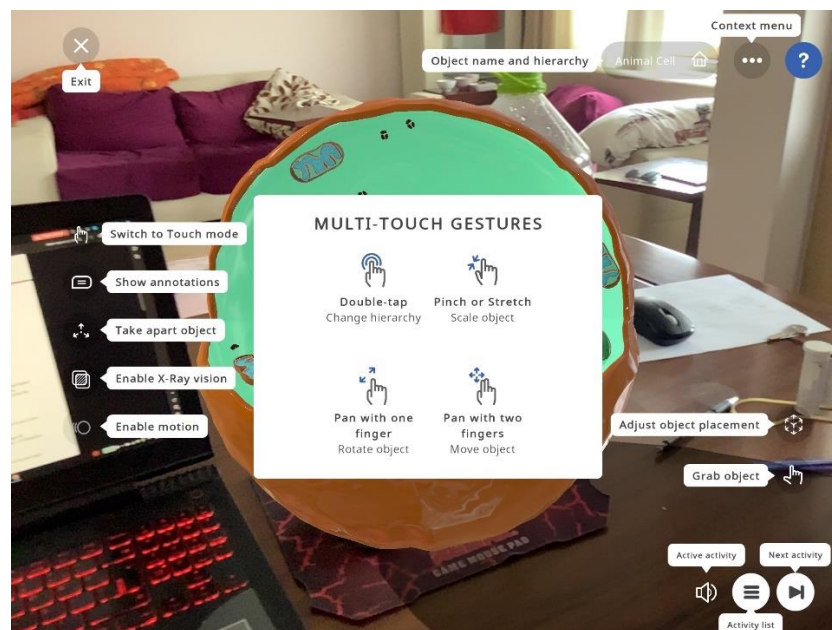 Context menu
Object name and hierarchy
Animal Cell
?
Exit
MULTI-TOUCH GESTURES
Switch to Touch mode
Show annotations
Take apart object
Enable X-Ray vision
Enable motion
Double-tap
Change hierarchy
Pinch or Stretch
Scale object
Pan with one
finger
Rotate object
Pan with two
fingers
Move object
Adjust object placement
Grab object
Active activity
Next activity
Activity list
GAME MOUSE PAD